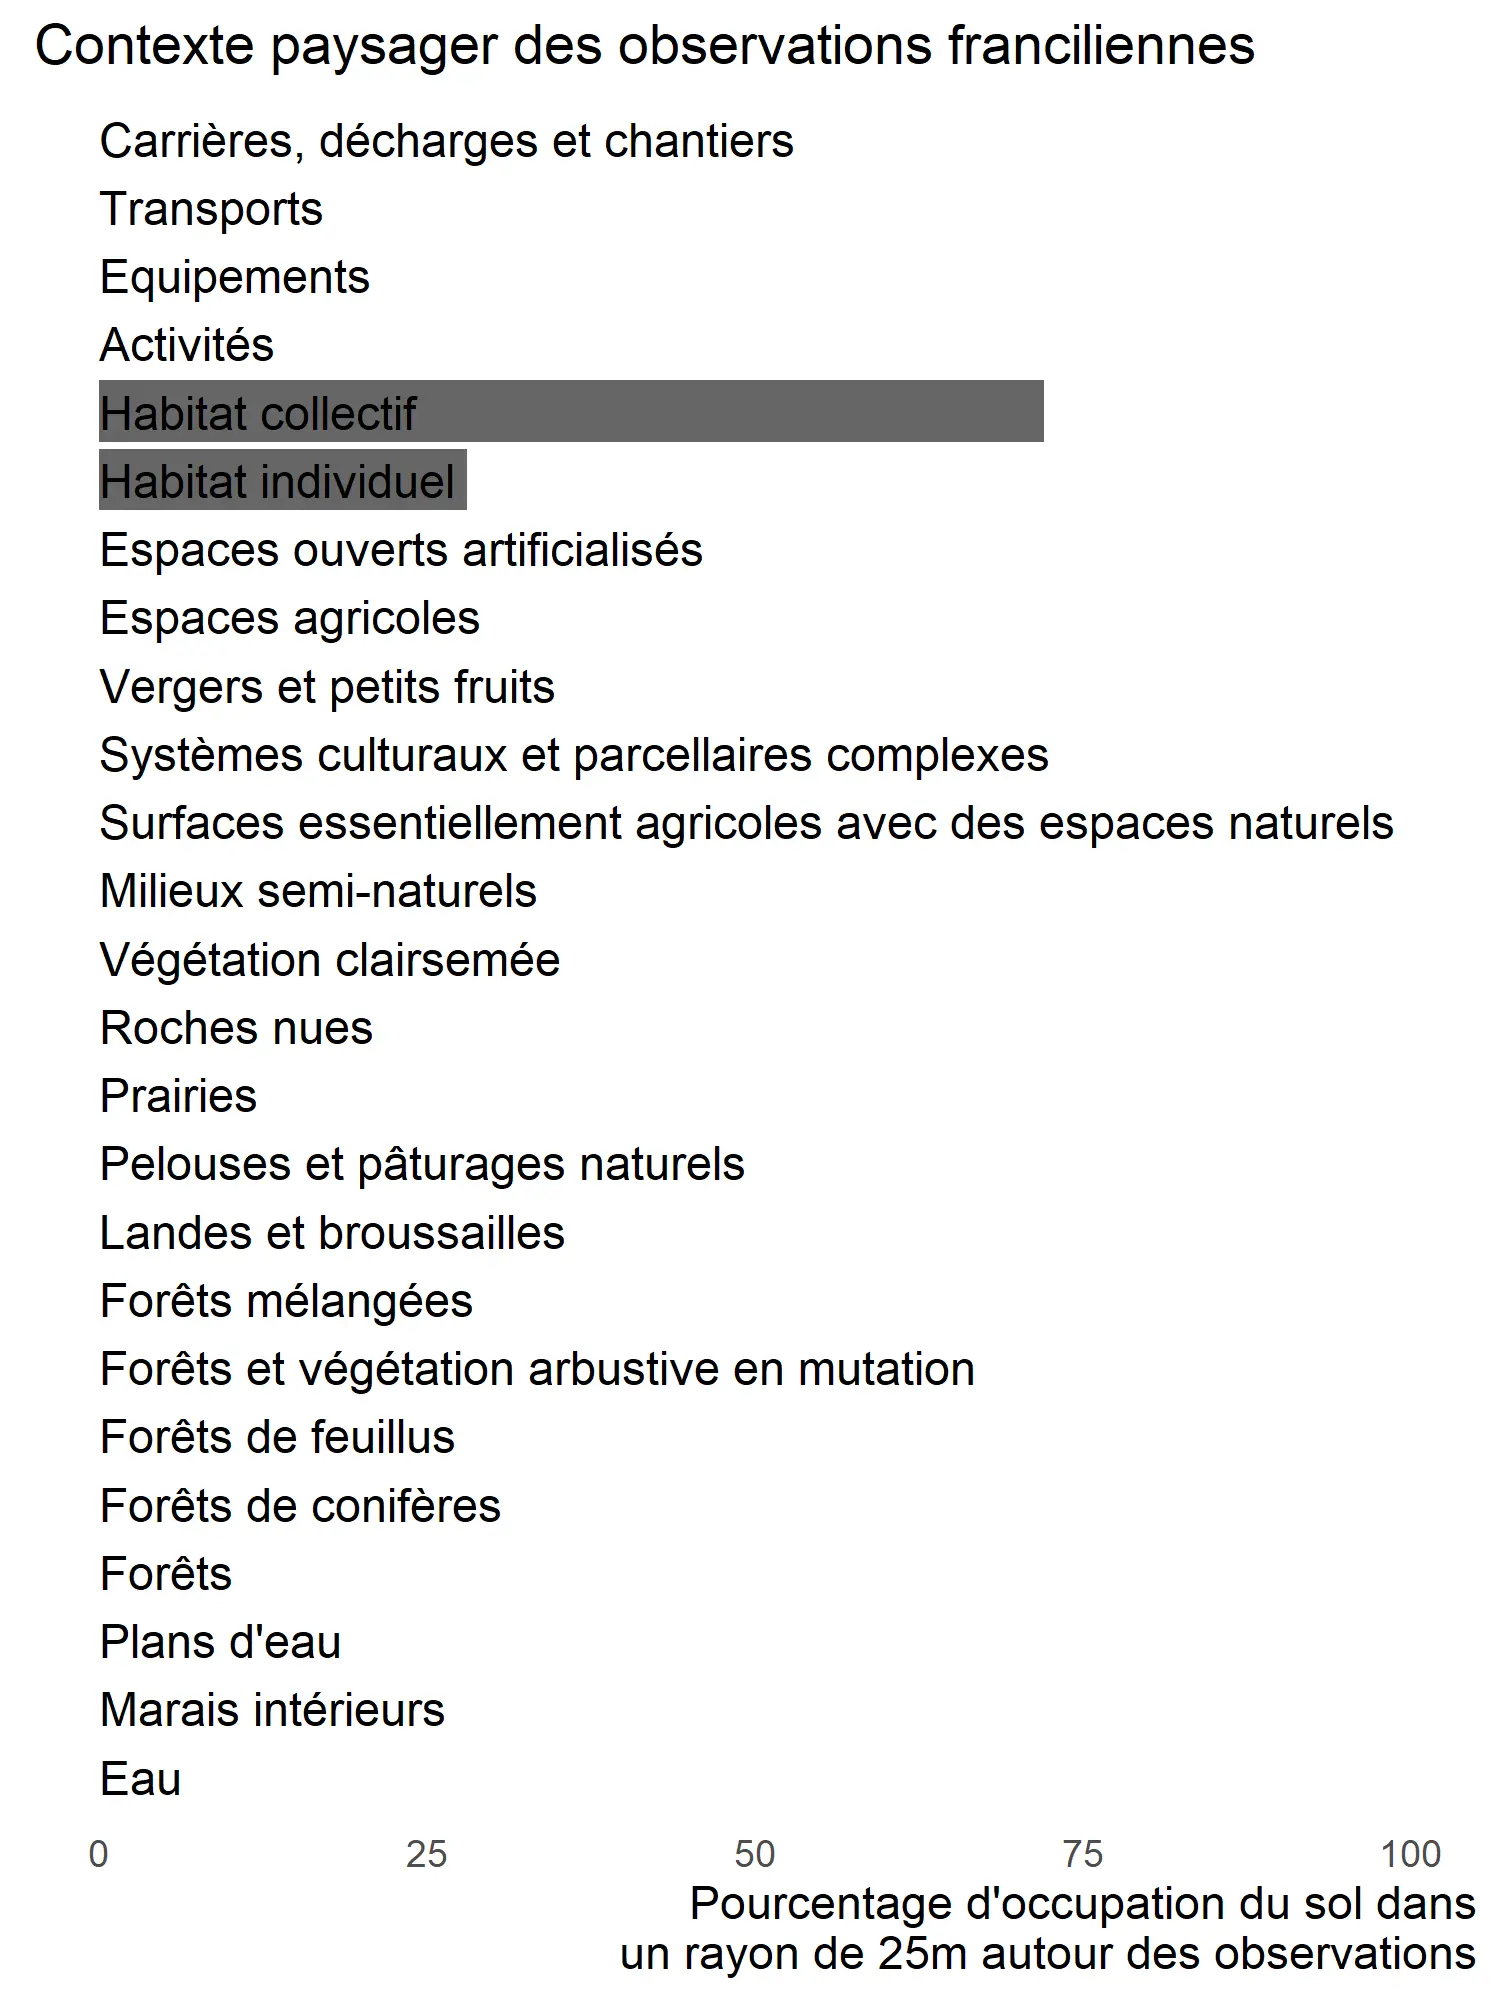 Contexte paysager des observations franciliennes
Carrières, décharges et chantiers
Transports
Equipements
Activités
Habitat collectif
Habitat individuel
Espaces ouverts artificialisés
Espaces agricoles
Vergers et petits fruits
Systèmes culturaux et parcellaires complexes
Surfaces essentiellement agricoles avec des espaces naturels
Milieux semi-naturels
Végétation clairsemée
Roches nues
Prairies
Pelouses et pâturages naturels
Landes et broussailles
Forêts mélangées
Forêts et végétation arbustive en mutation
Forêts de feuillus
Forêts de conifères
Forêts
Plans d'eau
Marais intérieurs
Eau
0 25 50 75 100
Pourcentage d'occupation du sol dans
un rayon de 25m autour des observations